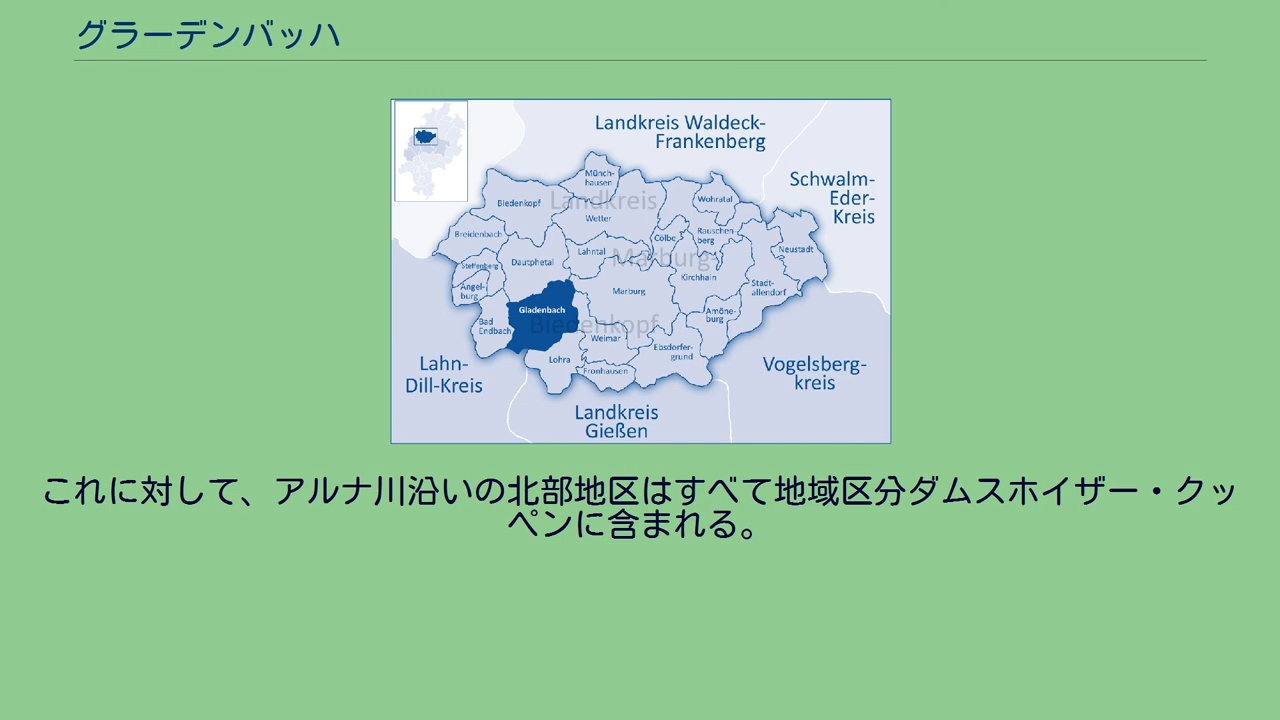 グラーデンバッハ
Landkreis Waldeck-
Frankenberg
Schwalm-
Eder-
Kreis
Münch-
hausen
Biedenkopf
Landkreis
Wohratal
Wetter
Breidenbach
Cölbe
Rauschen
berg
Neustadt
Lahntal
Marburg-
Steffenberg
Dautphetal
Kirchhain
Angel-
burg
Marburg
Stadt-
allendorf
Gladenbach
Amöne-
burg
Bad
Endbach
Biedenkopf
Weimar
Ebsdorfer-
grund
Lohra
Fronhausen
Lahn-
Dill-Kreis
Vogelsberg-
kreis
Landkreis
Gießen
これに対して、アルナ川沿いの北部地区はすべて地域区分ダムスホイザー・クッ
ペンに含まれる。